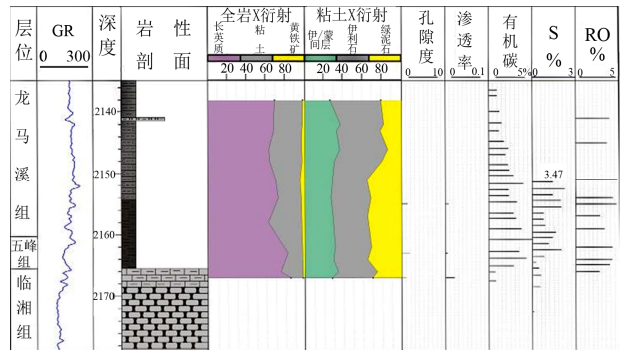 层位
GR
0 300
深度
岩性剖面
全岩X衍射
长英质
粘土
黄铁矿
20 40 60 80
粘土X衍射
伊/蒙间层
伊利石
绿泥石
20 40 60 80
孔隙度
0 10
渗透率
0 0.1
有机碳
0 5%
S
%
0 3
RO
%
0 5
龙马溪组
五峰组
临湘组
2140
2150
2160
2170
3.47